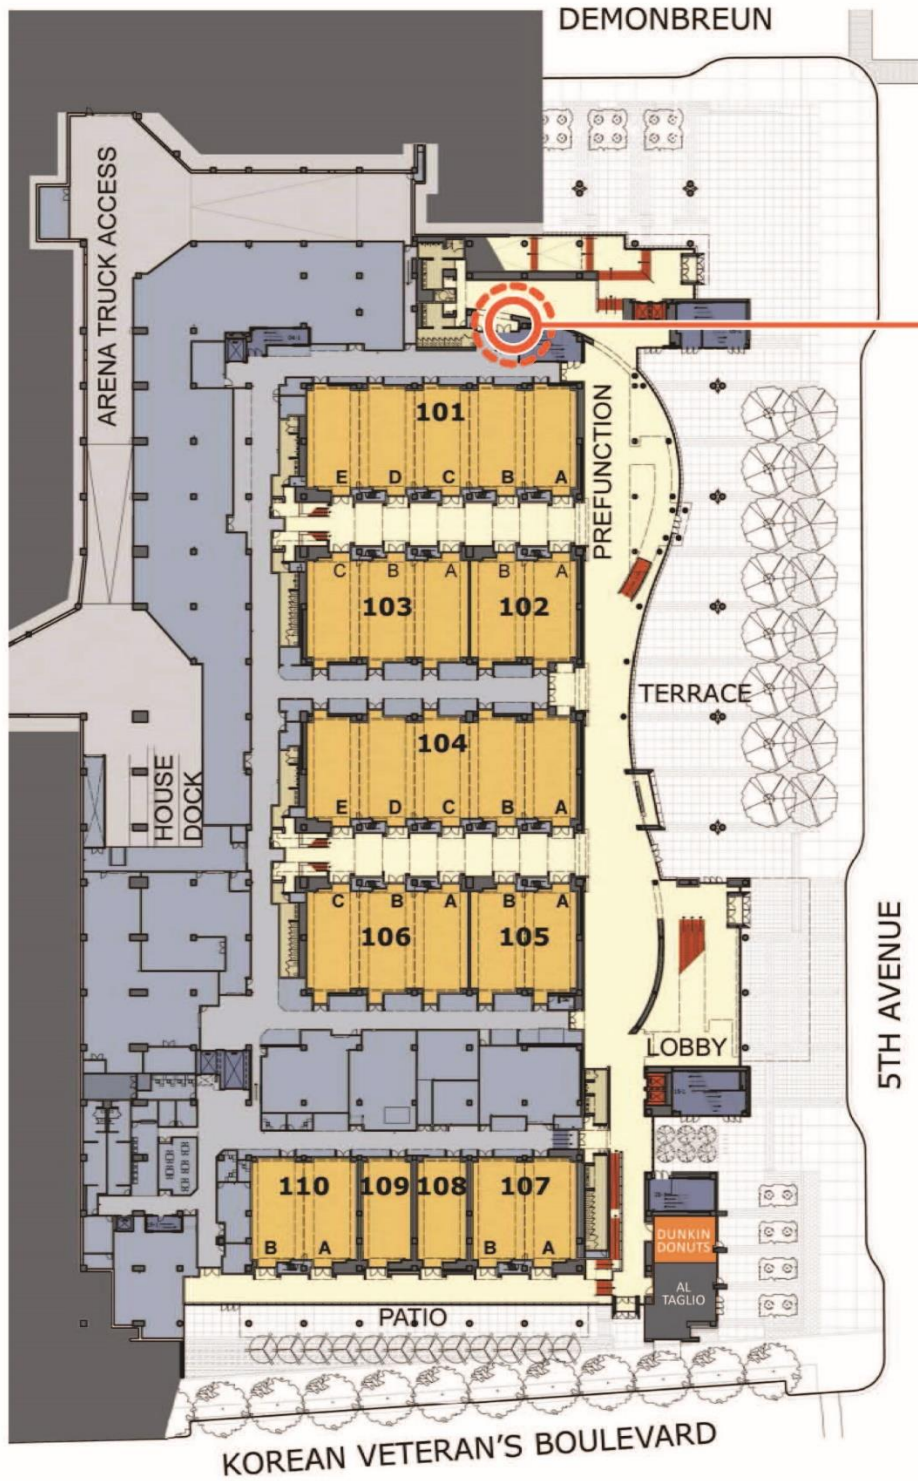 DEMONBREUN
ARENA TRUCK ACCESS
101
E D C B A
PREFUNCTION
C B A B A
103 102
TERRACE
104
HOUSE
DOCK
E D C B A
C B A B A
106 105
5TH AVENUE
LOBBY
110 109 108 107
B A B A
DUNKIN
DONUTS
AL
TAGLIO
PATIO
KOREAN VETERAN'S BOULEVARD